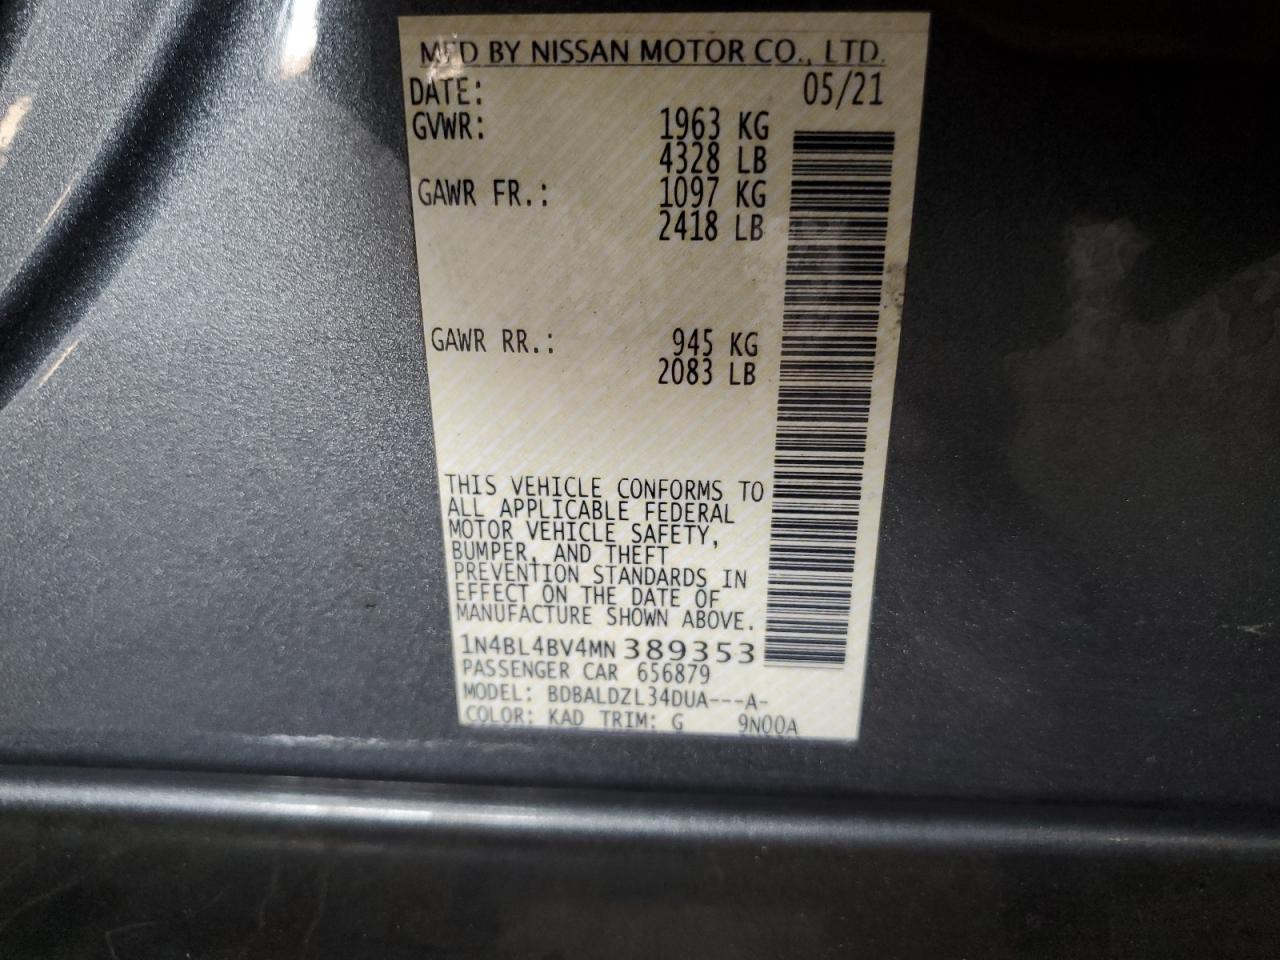 MFD BY NISSAN MOTOR CO., LTD.
DATE: 05/21
GVWR: 1963 KG
4328 LB
GAWR FR.: 1097 KG
2418 LB
GAWR RR.: 945 KG
2083 LB
THIS VEHICLE CONFORMS TO
ALL APPLICABLE FEDERAL
MOTOR VEHICLE SAFETY,
BUMPER, AND THEFT
PREVENTION STANDARDS IN
EFFECT ON THE DATE OF
MANUFACTURE SHOWN ABOVE.
1N4BL4BV4MN389353
PASSENGER CAR 656879
MODEL: BDBALDZL34DUA---A-
COLOR: KAD TRIM: G 9N00A